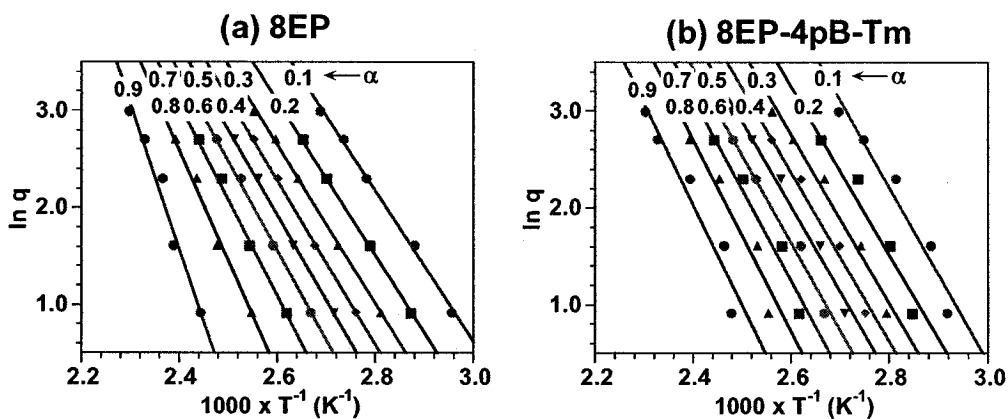 (a) 8EP
0.9 0.7 0.5 0.3 0.1 ← α
0.8 0.6 0.4 0.2
3.0
2.0
1.0
ln q
2.2 2.4 2.6 2.8 3.0
1000 x T⁻¹ (K⁻¹)
(b) 8EP-4pB-Tm
0.9 0.7 0.5 0.3 0.1 ← α
0.8 0.6 0.4 0.2
3.0
2.0
1.0
ln q
2.2 2.4 2.6 2.8 3.0
1000 x T⁻¹ (K⁻¹)